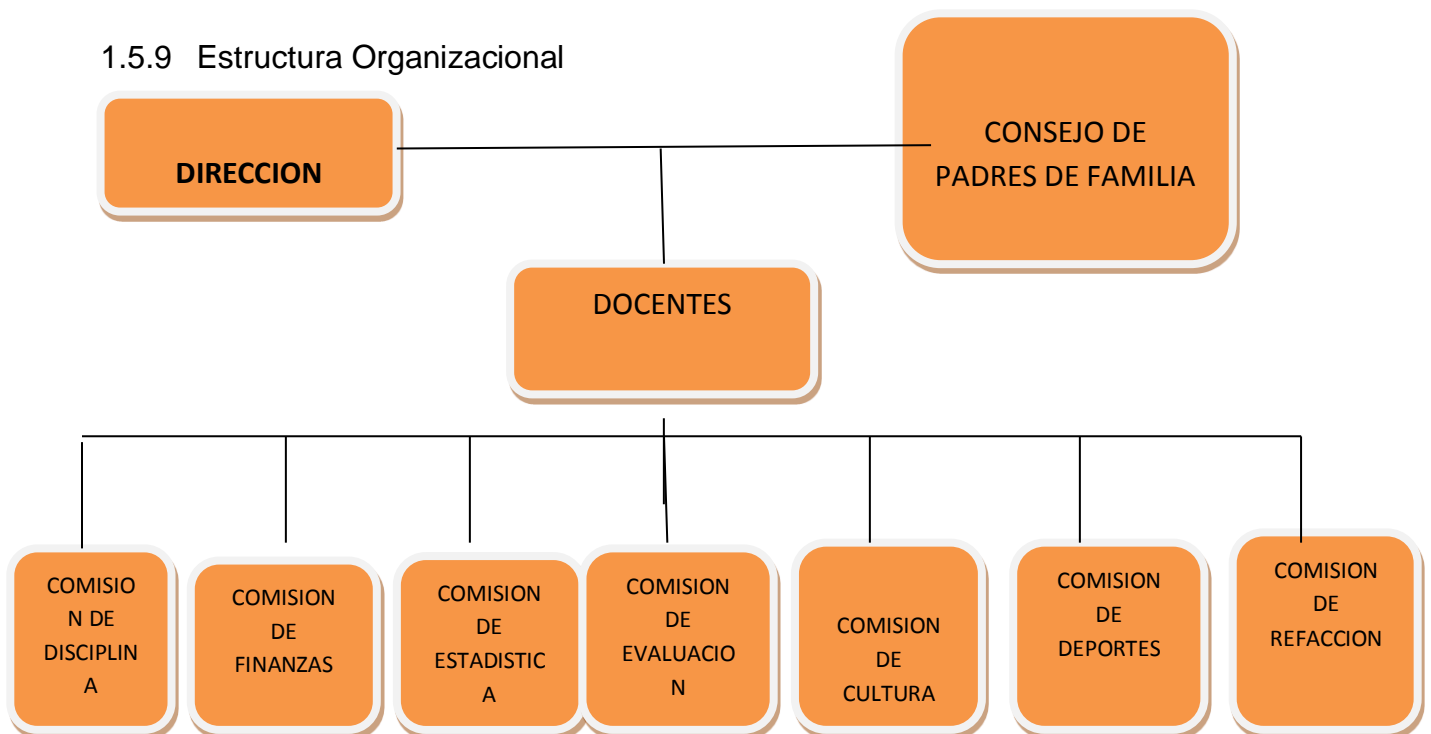 1.5.9 Estructura Organizacional
DIRECCION
CONSEJO DE
PADRES DE FAMILIA
DOCENTES
COMISIO
N DE
DISCIPLIN
A
COMISION
DE
FINANZAS
COMISION
DE
ESTADISTIC
A
COMISION
DE
EVALUACIO
N
COMISION
DE
CULTURA
COMISION
DE
DEPORTES
COMISION
DE
REFACCION